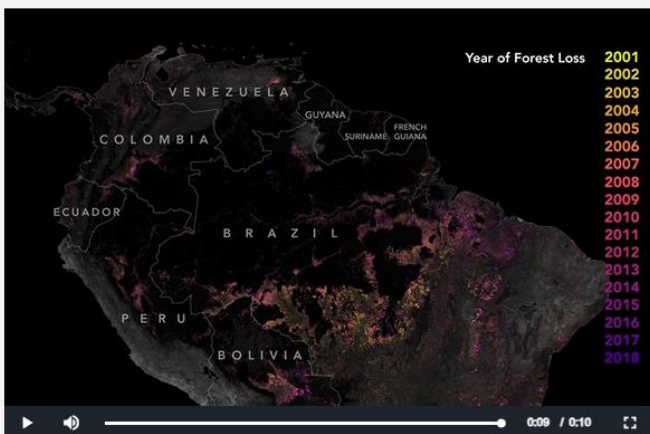 Year of Forest Loss
2001
2002
2003
2004
2005
2006
2007
2008
2009
2010
2011
2012
2013
2014
2015
2016
2017
2018
VENEZUELA
GUYANA
SURINAME
FRENCH
GUIANA
COLOMBIA
ECUADOR
BRAZIL
PERU
BOLIVIA
0:09 / 0:10